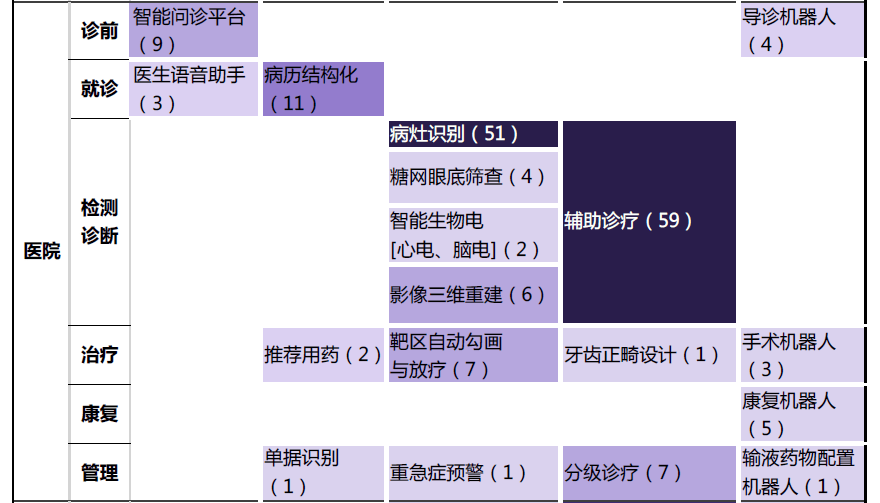 诊前
智能问诊平台
（9）
导诊机器人
（4）
就诊
医生语音助手
（3）
病历结构化
（11）
医院
检测
诊断
病灶识别（51）
糖网眼底筛查（4）
智能生物电
[心电、脑电]（2）
影像三维重建（6）
辅助诊疗（59）
治疗
推荐用药（2）
靶区自动勾画
与放疗（7）
牙齿正畸设计（1）
手术机器人
（3）
康复
康复机器人
（5）
管理
单据识别
（1）
重急症预警（1）
分级诊疗（7）
输液药物配置
机器人（1）